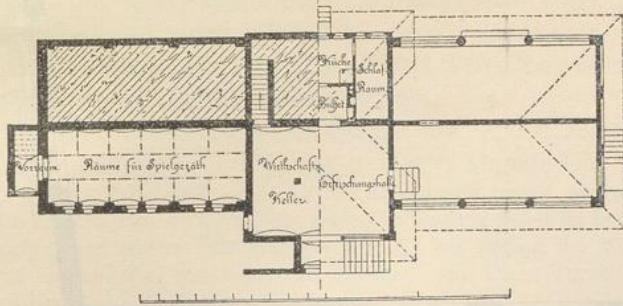 Küche
Schlaf
Raum
Buffet
Vorraum
Räume für Spielgeräth
Wirthschafts
Keller
Erfrischungshalle